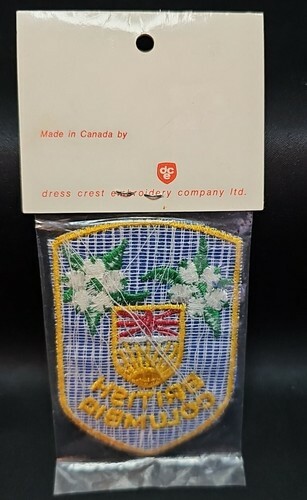 Made in Canada by
dce
dress crest embroidery company ltd.
BRITISH
COLUMBIA